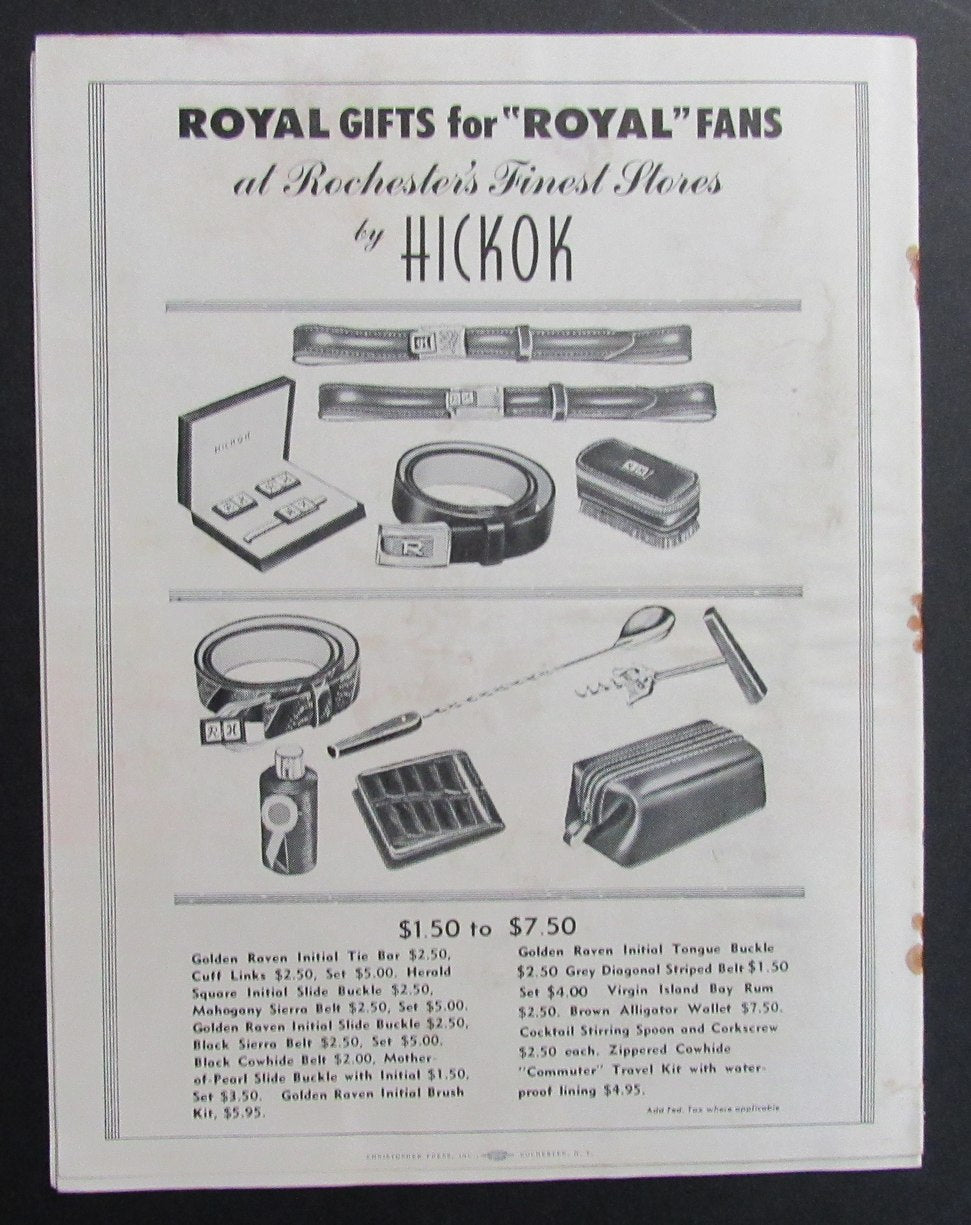 ROYAL GIFTS for "ROYAL" FANS
at Rochester's Finest Stores
by HICKOK
HICKOK
R
R H
$1.50 to $7.50
Golden Raven Initial Tie Bar $2.50,
Cuff Links $2.50, Set $5.00. Herald
Square Initial Slide Buckle $2.50,
Mahogany Sierra Belt $2.50, Set $5.00.
Golden Raven Initial Slide Buckle $2.50,
Black Sierra Belt $2.50, Set $5.00.
Black Cowhide Belt $2.00, Mother-
of-Pearl Slide Buckle with Initial $1.50,
Set $3.50. Golden Raven Initial Brush
Kit, $5.95.
Golden Raven Initial Tongue Buckle
$2.50 Grey Diagonal Striped Belt $1.50
Set $4.00 Virgin Island Bay Rum
$2.50. Brown Alligator Wallet $7.50.
Cocktail Stirring Spoon and Corkscrew
$2.50 each. Zippered Cowhide
"Commuter" Travel Kit with water-
proof lining $4.95.
Add Fed. Tax where applicable
CHRISTOPHER PRESS, INC., ROCHESTER, N. Y.